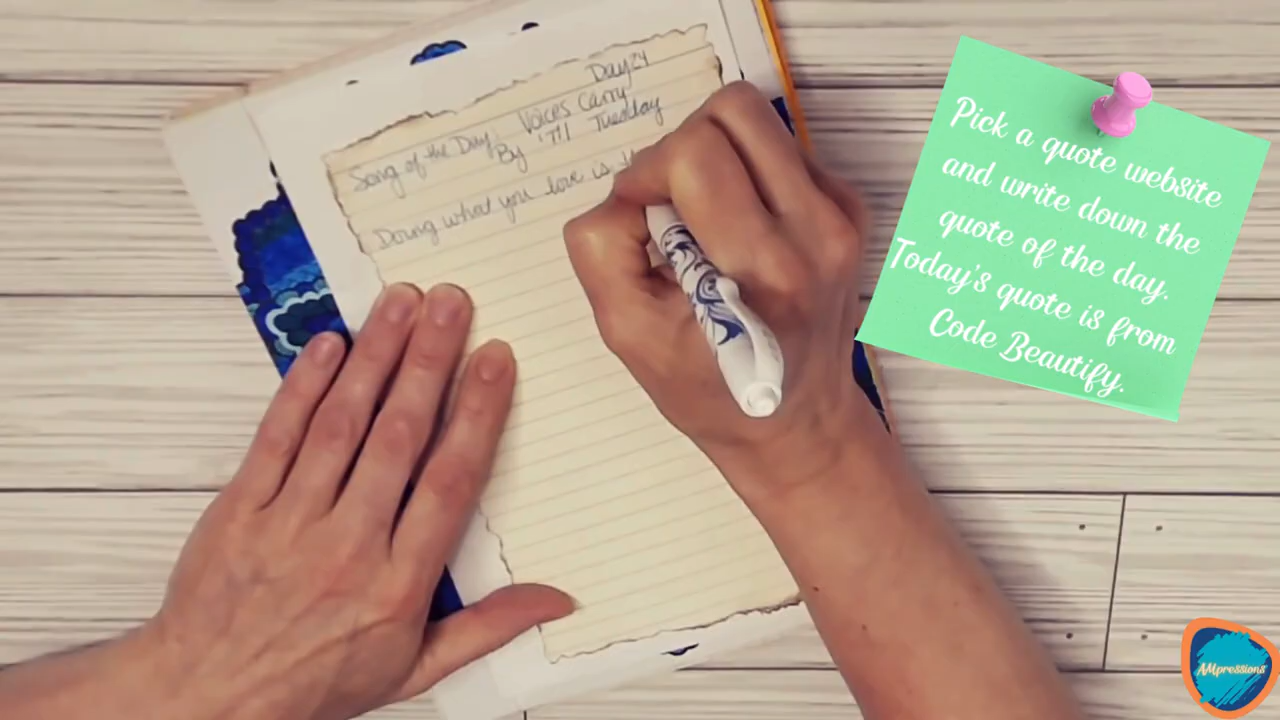 Day 24
Song of the Day: Voices Carry
By 'Til Tuesday
Doing what you love is
Pick a quote website
and write down the
quote of the day.
Today's quote is from
Code Beautify.
AMpressions